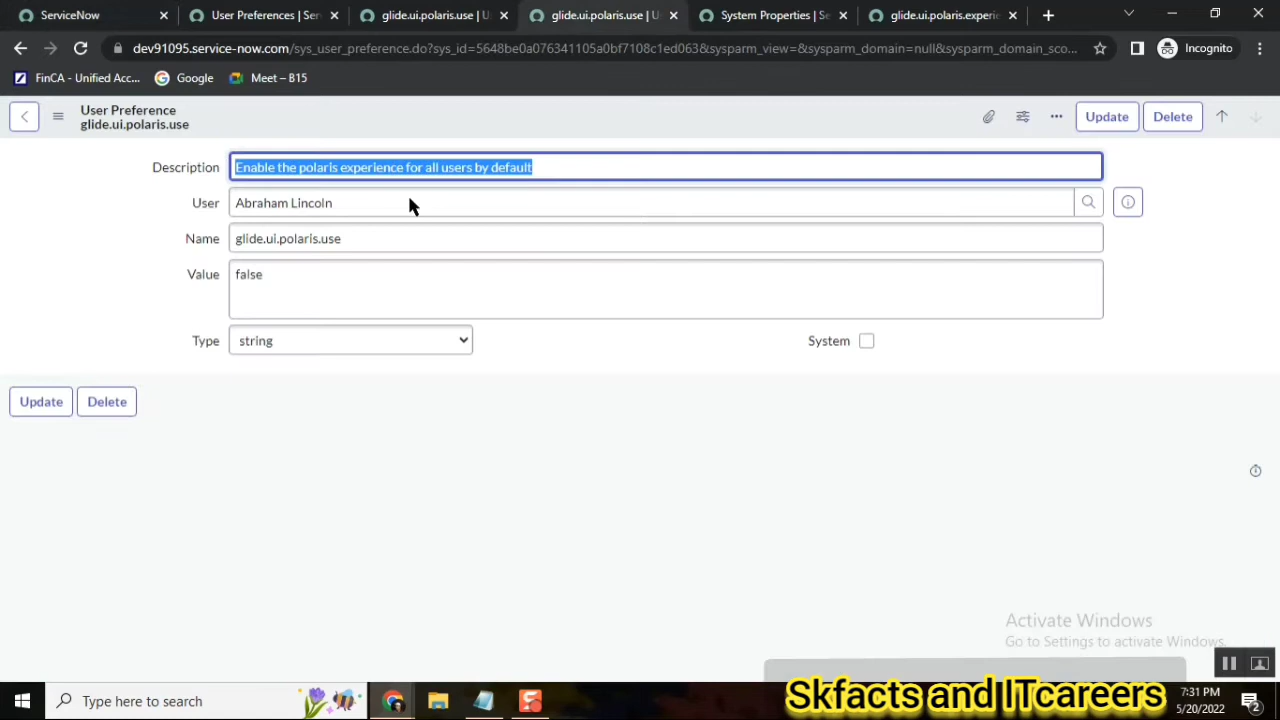 ServiceNow
User Preferences | Ser
glide.ui.polaris.use | U
glide.ui.polaris.use | U
System Properties | Se
glide.ui.polaris.experie
dev91095.service-now.com/sys_user_preference.do?sys_id=5648be0a076341105a0bf7108c1ed063&sysparm_view=&sysparm_domain=null&sysparm_domain_sco...
Incognito
FinCA - Unified Acc...
Google
Meet – B15
User Preference
glide.ui.polaris.use
Update
Delete
Description
Enable the polaris experience for all users by default
User
Abraham Lincoln
Name
glide.ui.polaris.use
Value
false
Type
string
System
Update
Delete
Activate Windows
Go to Settings to activate Windows.
Skfacts and ITcareers
Type here to search
7:31 PM
5/20/2022
2